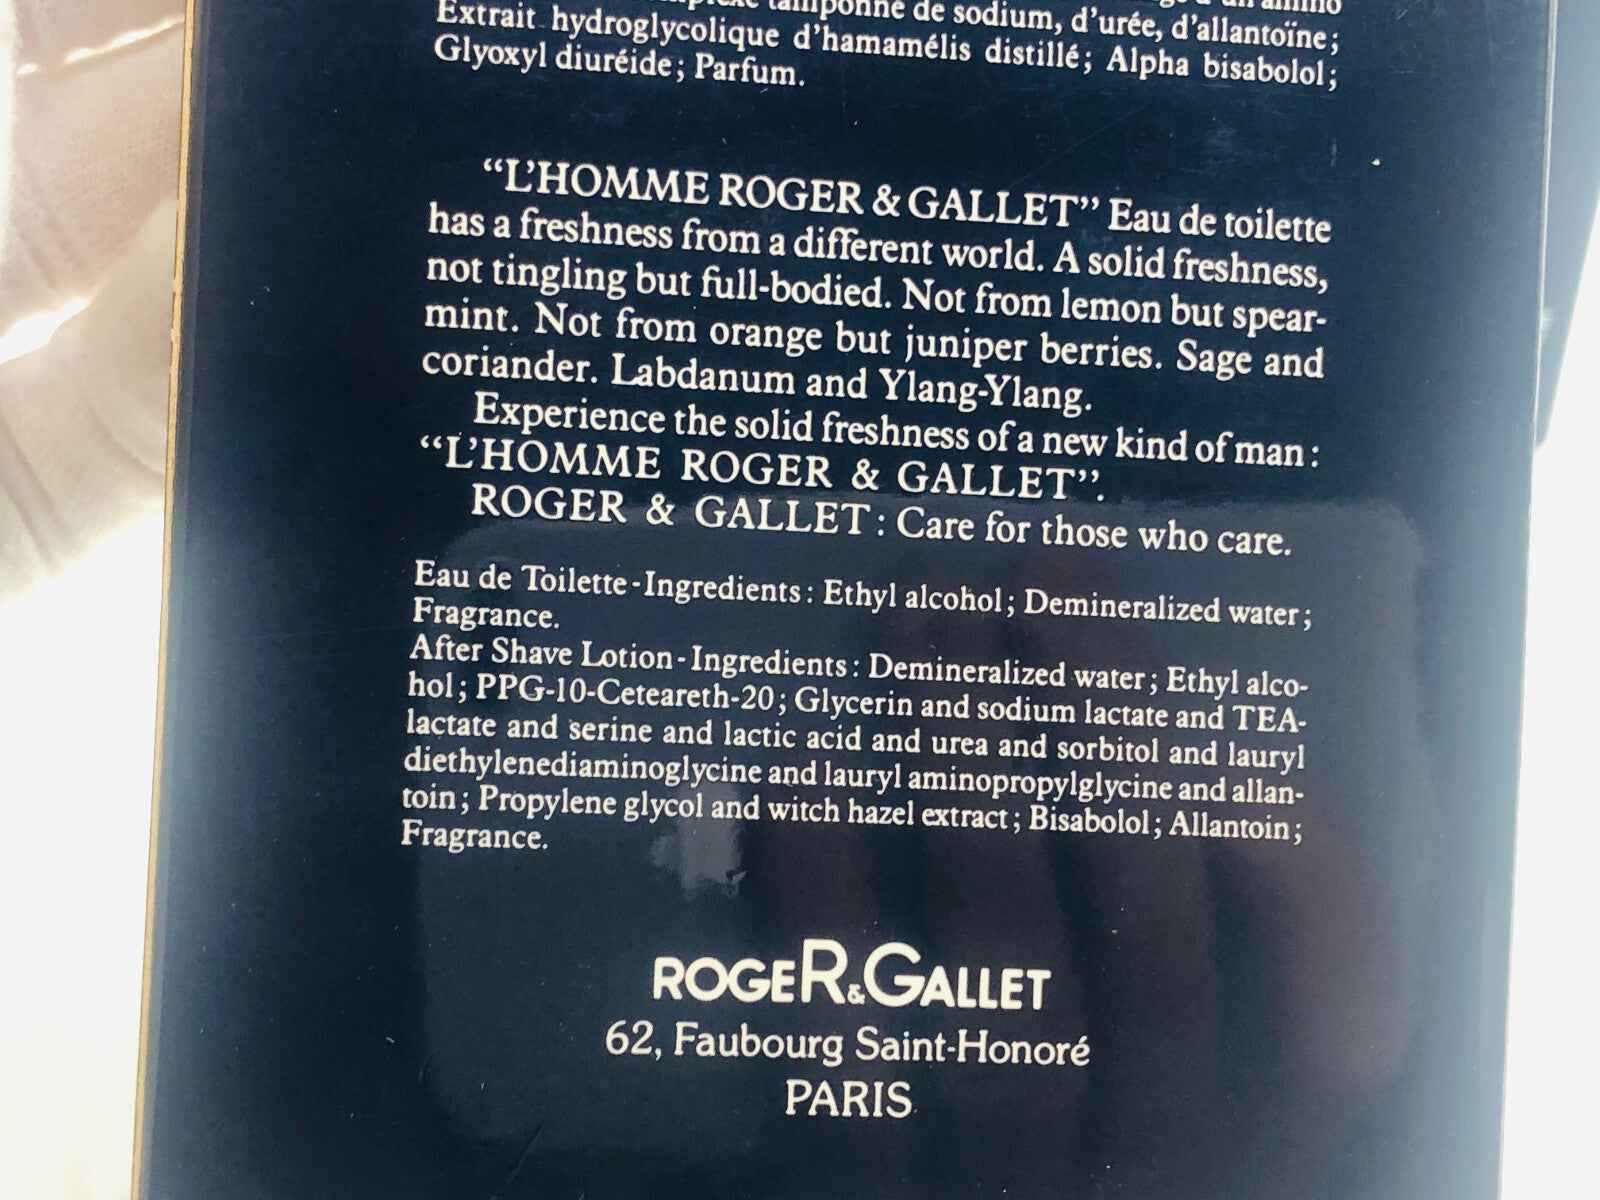 tamponné de sodium, d'urée, d'allantoïne;
Extrait hydroglycolique d'hamamélis distillé; Alpha bisabolol;
Glyoxyl diuréide; Parfum.
“L'HOMME ROGER & GALLET” Eau de toilette
has a freshness from a different world. A solid freshness,
not tingling but full-bodied. Not from lemon but spear-
mint. Not from orange but juniper berries. Sage and
coriander. Labdanum and Ylang-Ylang.
Experience the solid freshness of a new kind of man:
“L'HOMME ROGER & GALLET”.
ROGER & GALLET: Care for those who care.
Eau de Toilette-Ingredients: Ethyl alcohol; Demineralized water;
Fragrance.
After Shave Lotion-Ingredients: Demineralized water; Ethyl alco-
hol; PPG-10-Ceteareth-20; Glycerin and sodium lactate and TEA-
lactate and serine and lactic acid and urea and sorbitol and lauryl
diethylenediaminoglycine and lauryl aminopropylglycine and allan-
toin; Propylene glycol and witch hazel extract; Bisabolol; Allantoin;
Fragrance.
ROGER&GALLET
62, Faubourg Saint-Honoré
PARIS